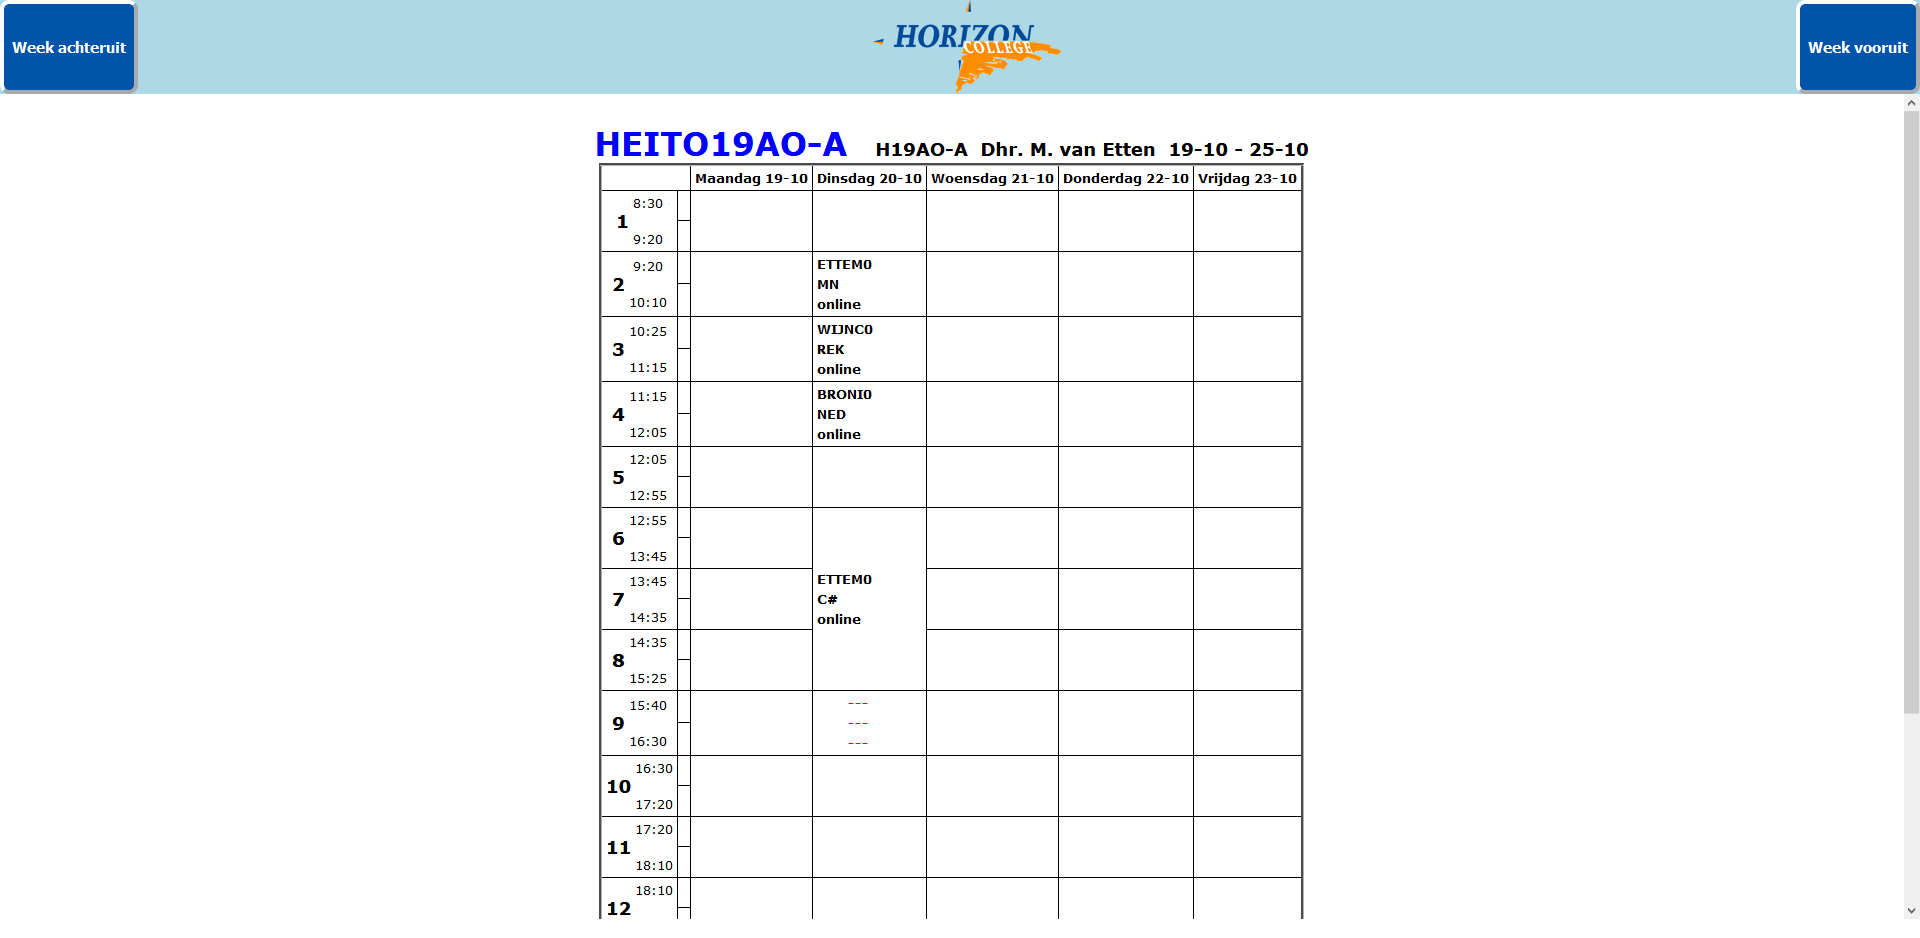 Week achteruit
HORIZON
COLLEGE
Week vooruit
HEITO19AO-A H19AO-A Dhr. M. van Etten 19-10 - 25-10
Maandag 19-10 Dinsdag 20-10 Woensdag 21-10 Donderdag 22-10 Vrijdag 23-10
8:30
1
9:20
9:20
2
10:10
ETTEM0
MN
online
10:25
3
11:15
WIJNC0
REK
online
11:15
4
12:05
BRONI0
NED
online
12:05
5
12:55
12:55
6
13:45
13:45
7
14:35
ETTEM0
C#
online
14:35
8
15:25
15:40
9
16:30
---
---
---
16:30
10
17:20
17:20
11
18:10
18:10
12